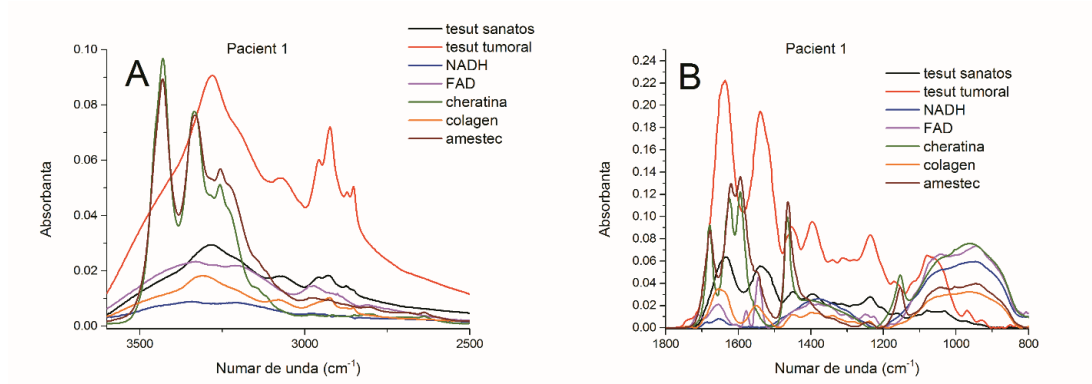 Pacient 1
A
tesut sanatos
tesut tumoral
NADH
FAD
cheratina
colagen
amestec
0.10
0.08
0.06
0.04
0.02
0.00
3500
3000
2500
Absorbanta
Numar de unda (cm-1)
Pacient 1
B
tesut sanatos
tesut tumoral
NADH
FAD
cheratina
colagen
amestec
0.24
0.22
0.20
0.18
0.16
0.14
0.12
0.10
0.08
0.06
0.04
0.02
0.00
1800
1600
1400
1200
1000
800
Absorbanta
Numar de unda (cm-1)